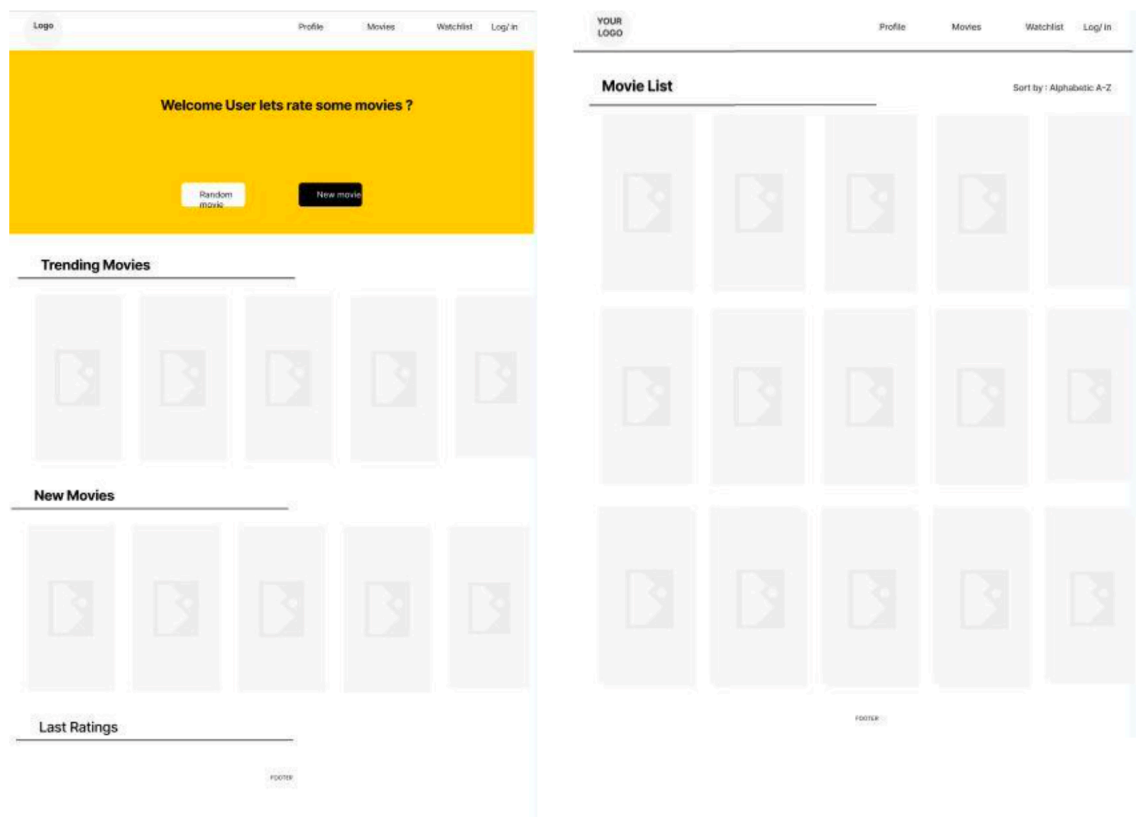 Logo
Profile Movies Watchlist Log/ in
Welcome User lets rate some movies ?
Random
movie
New movie
Trending Movies
New Movies
Last Ratings
FOOTER
YOUR
LOGO
Profile Movies Watchlist Log/ in
Movie List
Sort by : Alphabetic A-Z
FOOTER